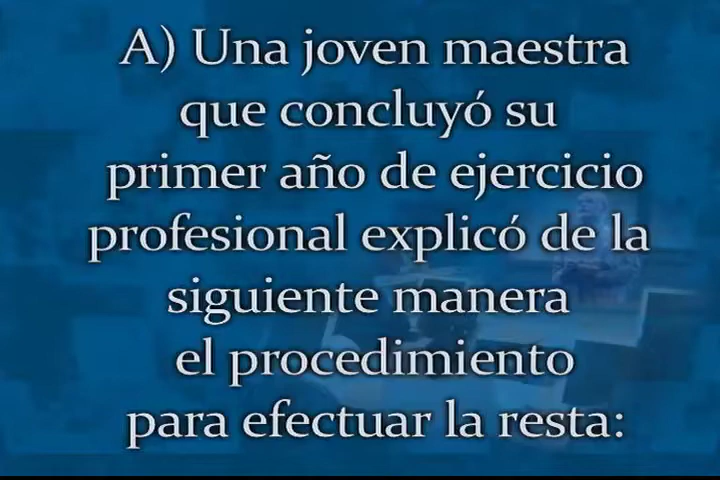 A) Una joven maestra
que concluyó su
primer año de ejercicio
profesional explicó de la
siguiente manera
el procedimiento
para efectuar la resta: